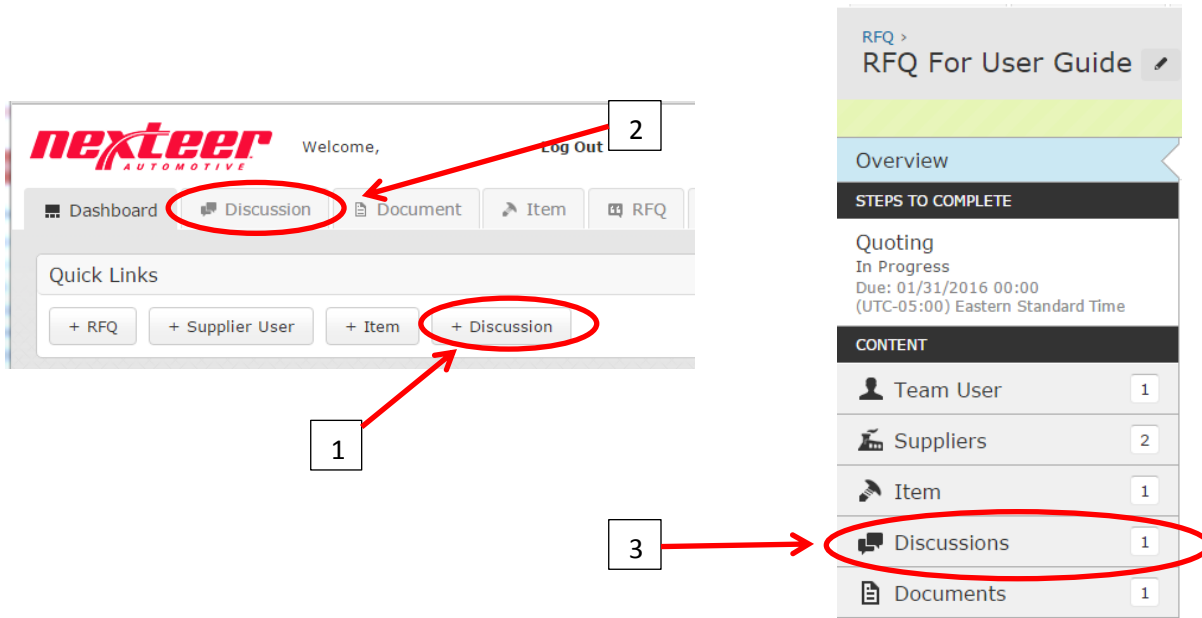 nexteer
AUTOMOTIVE
Welcome,
Log Out
2
Dashboard
Discussion
Document
Item
RFQ
Quick Links
+ RFQ
+ Supplier User
+ Item
+ Discussion
1
RFQ >
RFQ For User Guide
Overview
STEPS TO COMPLETE
Quoting
In Progress
Due: 01/31/2016 00:00
(UTC-05:00) Eastern Standard Time
CONTENT
Team User 1
Suppliers 2
Item 1
3
Discussions 1
Documents 1